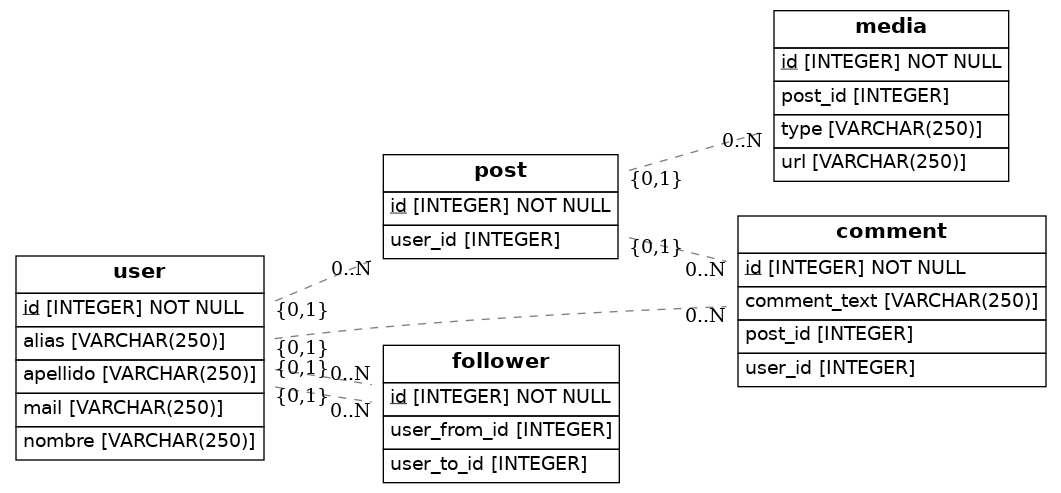 media
id [INTEGER] NOT NULL
post_id [INTEGER]
type [VARCHAR(250)]
url [VARCHAR(250)]
0..N
{0,1}
post
id [INTEGER] NOT NULL
user_id [INTEGER]
{0,1}
0..N
comment
id [INTEGER] NOT NULL
comment_text [VARCHAR(250)]
post_id [INTEGER]
user_id [INTEGER]
0..N
user
id [INTEGER] NOT NULL
alias [VARCHAR(250)]
apellido [VARCHAR(250)]
mail [VARCHAR(250)]
nombre [VARCHAR(250)]
0..N
{0,1}
{0,1}
{0,1}
0..N
{0,1}
0..N
follower
id [INTEGER] NOT NULL
user_from_id [INTEGER]
user_to_id [INTEGER]